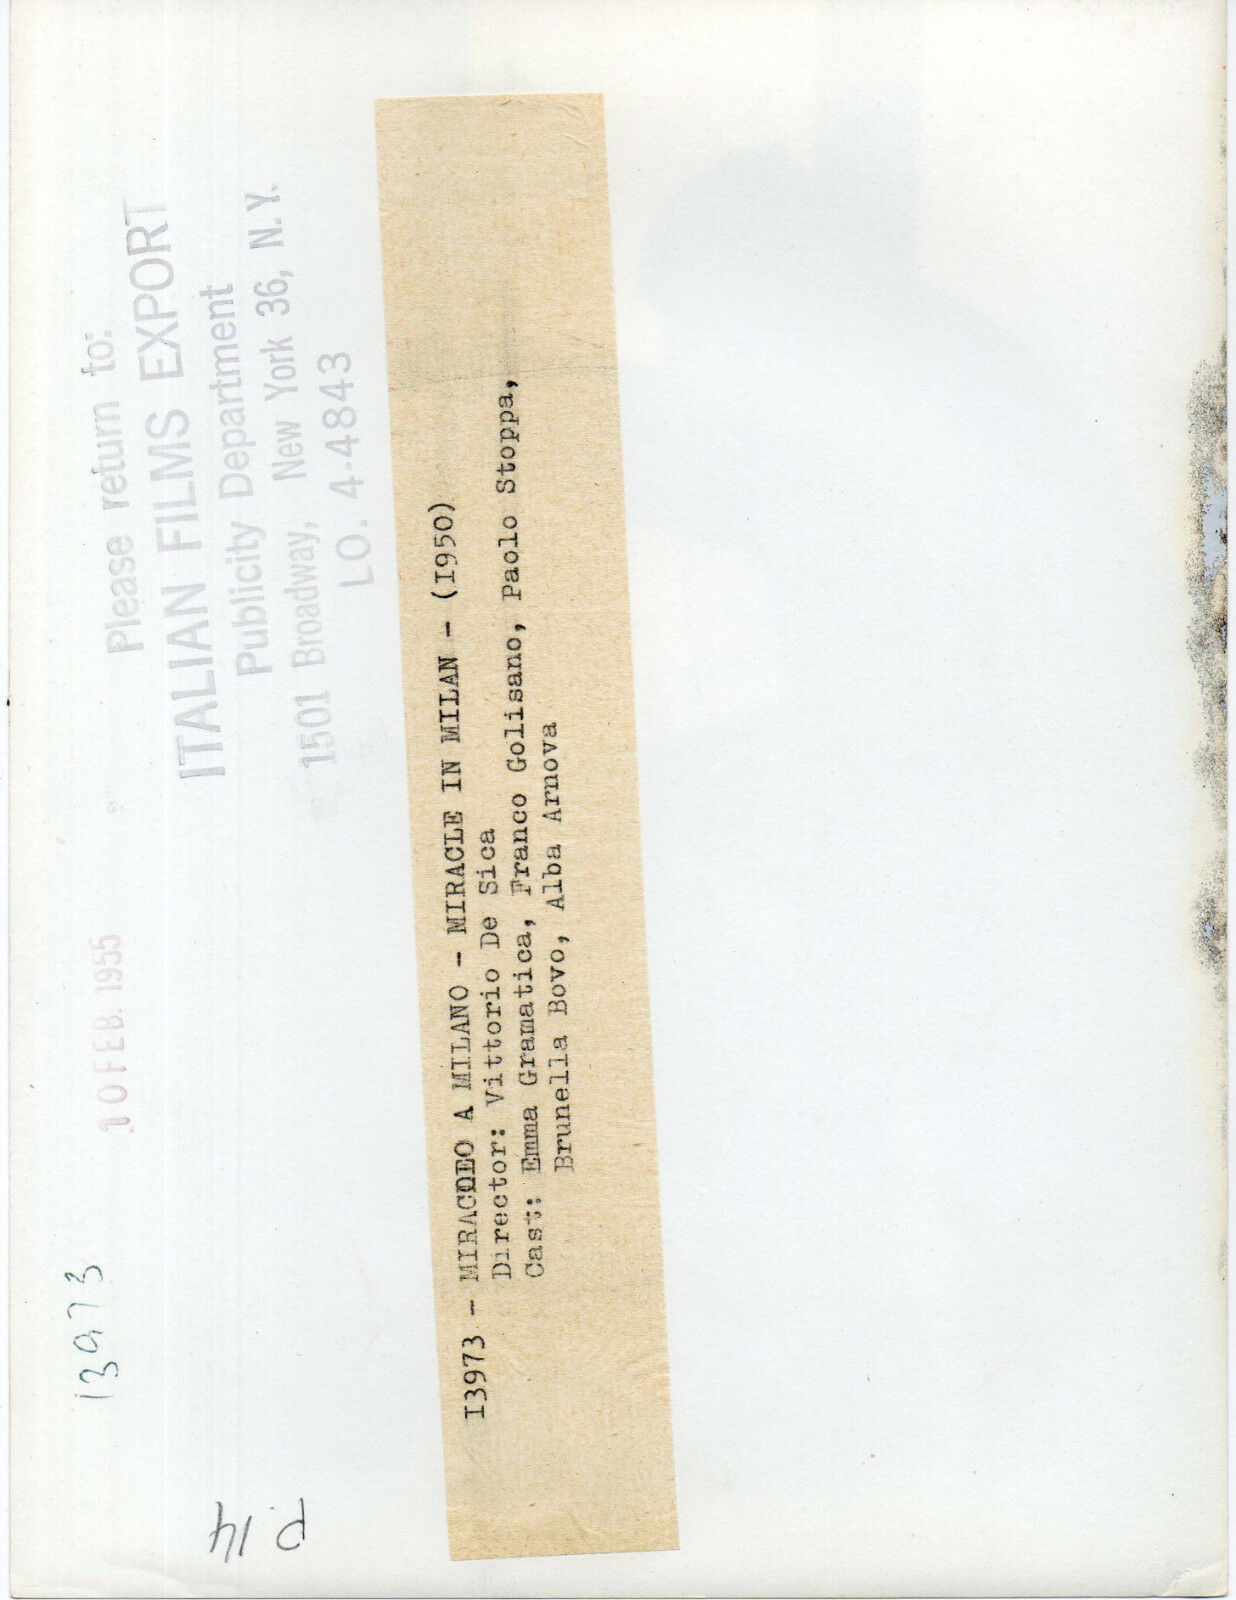 Please return to:
ITALIAN FILMS EXPORT
Publicity Department
1501 Broadway, New York 36, N.Y.
LO. 4-4843
10 FEB. 1955
13973
P.14
I3973 - MIRACOEO A MILANO - MIRACLE IN MILAN - (I950)
Director: Vittorio De Sica
Cast: Emma Gramatica, Franco Golisano, Paolo Stoppa,
Brunella Bovo, Alba Arnova